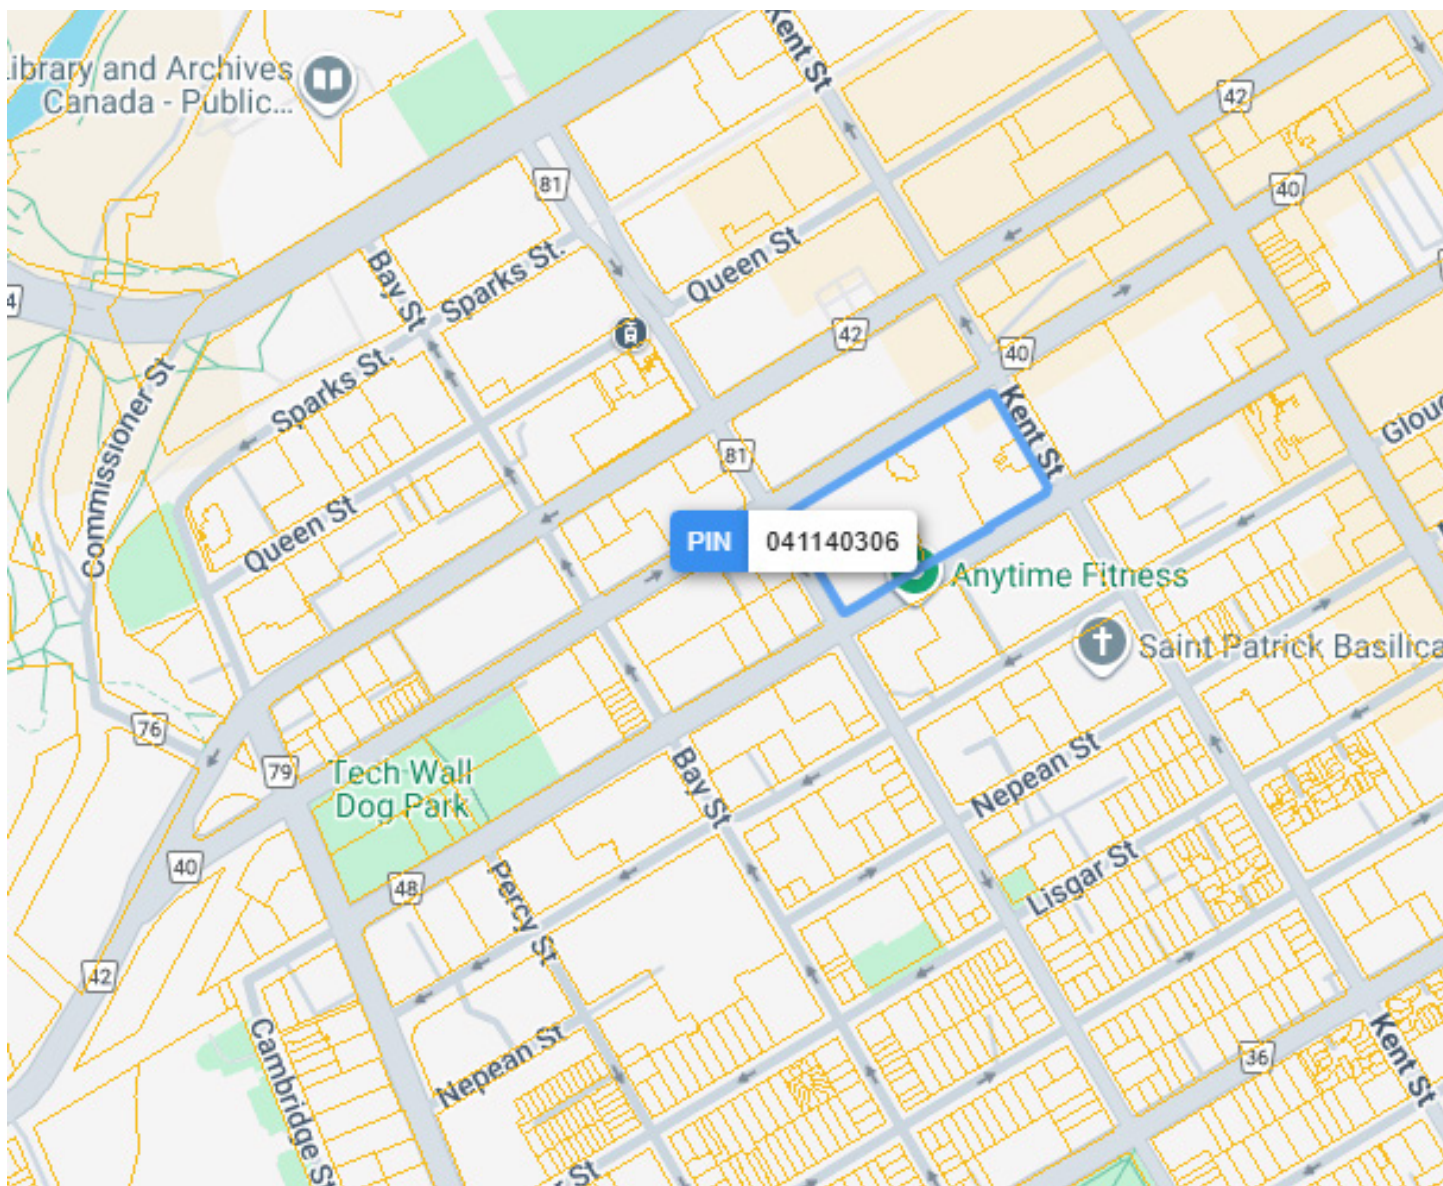 Library and Archives
Canada - Public...
Kent St
42
81
40
Bay St
Sparks St.
Queen St
42
40
Commissioner St
Sparks St.
Kent St
81
Queen St
PIN 041140306
Anytime Fitness
Saint Patrick Basilica
76
79
Tech Wall
Dog Park
Bay St
Nepean St
40
48
Percy St
Lisgar St
42
Cambridge St
Nepean St
36
Kent St
St